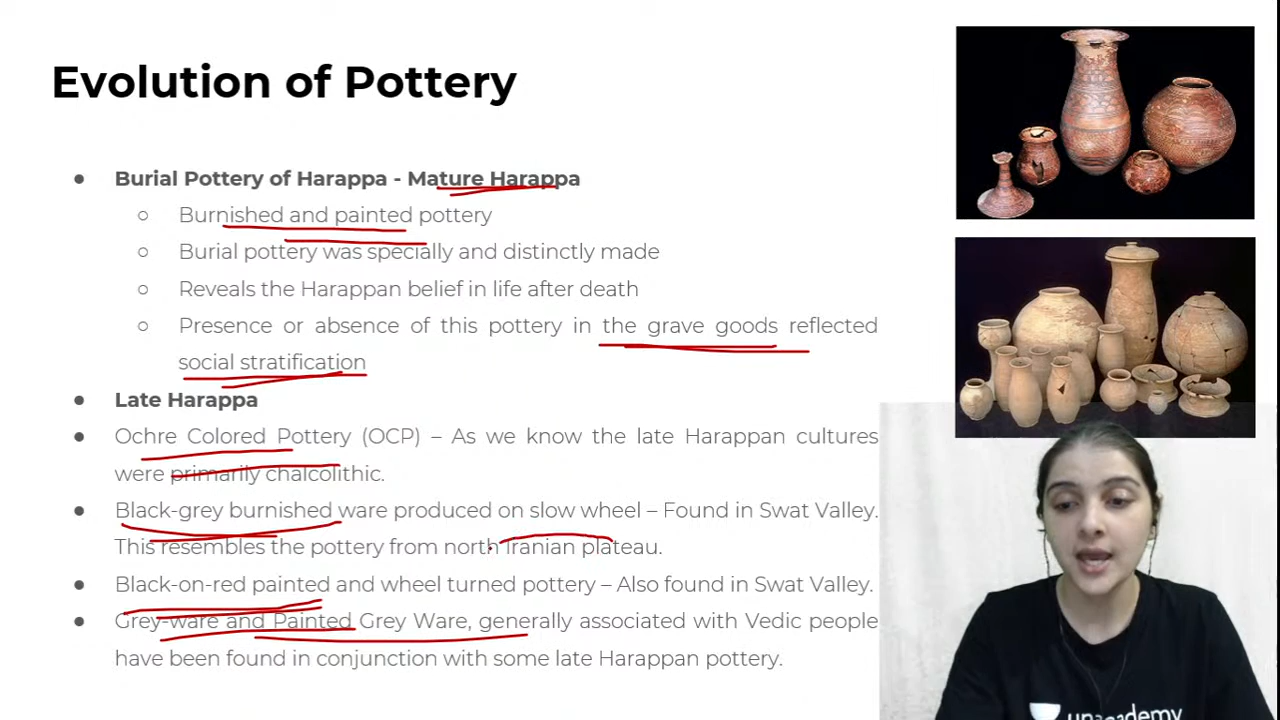 Evolution of Pottery
● Burial Pottery of Harappa - Mature Harappa
○ Burnished and painted pottery
○ Burial pottery was specially and distinctly made
○ Reveals the Harappan belief in life after death
○ Presence or absence of this pottery in the grave goods reflected
social stratification
● Late Harappa
● Ochre Colored Pottery (OCP) – As we know the late Harappan cultures
were primarily chalcolithic.
● Black-grey burnished ware produced on slow wheel – Found in Swat Valley.
This resembles the pottery from north Iranian plateau.
● Black-on-red painted and wheel turned pottery – Also found in Swat Valley.
● Grey-ware and Painted Grey Ware, generally associated with Vedic people
have been found in conjunction with some late Harappan pottery.
unacademy